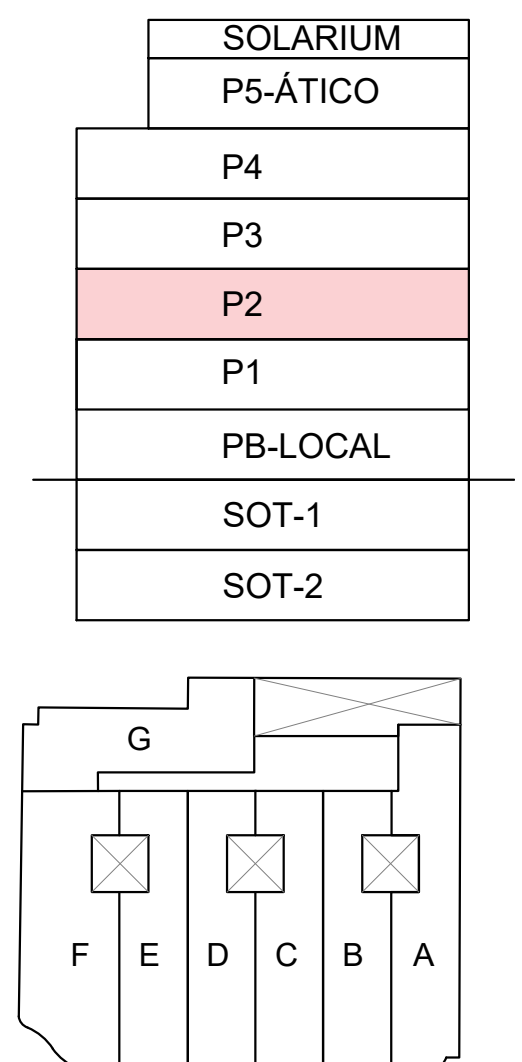 SOLARIUM
P5-ÁTICO
P4
P3
P2
P1
PB-LOCAL
SOT-1
SOT-2
G
F E D C B A